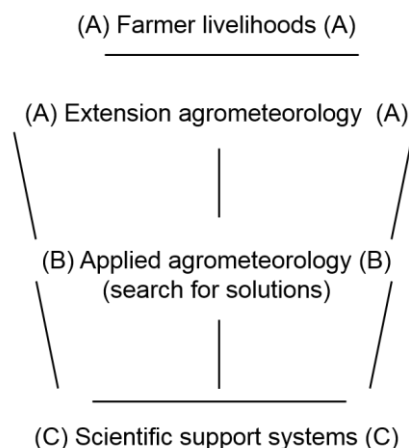 (A) Farmer livelihoods (A)
(A) Extension agrometeorology (A)
(B) Applied agrometeorology (B)
(search for solutions)
(C) Scientific support systems (C)